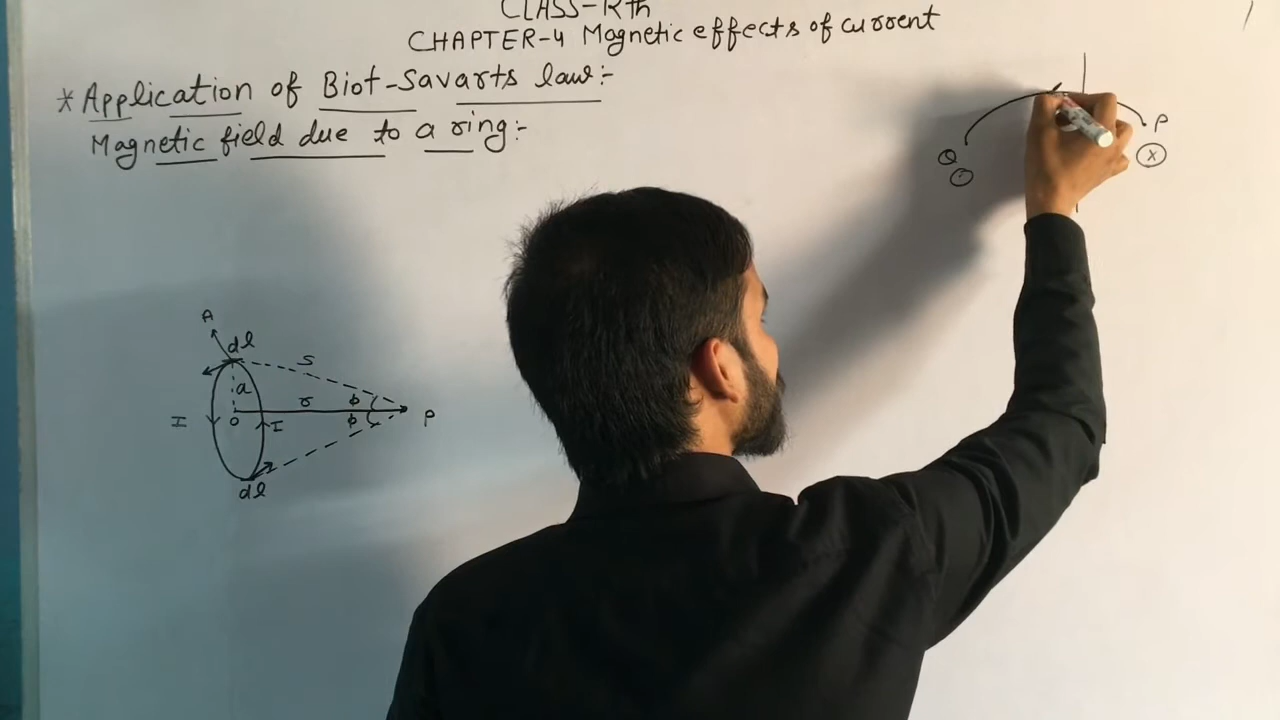 CLASS-12th
CHAPTER-4 Magnetic effects of current
*Application of Biot-Savarts law:-
Magnetic field due to a ring:-
P
Q
X
A
dl
S
a
r
φ
I
O
I
φ
P
dl